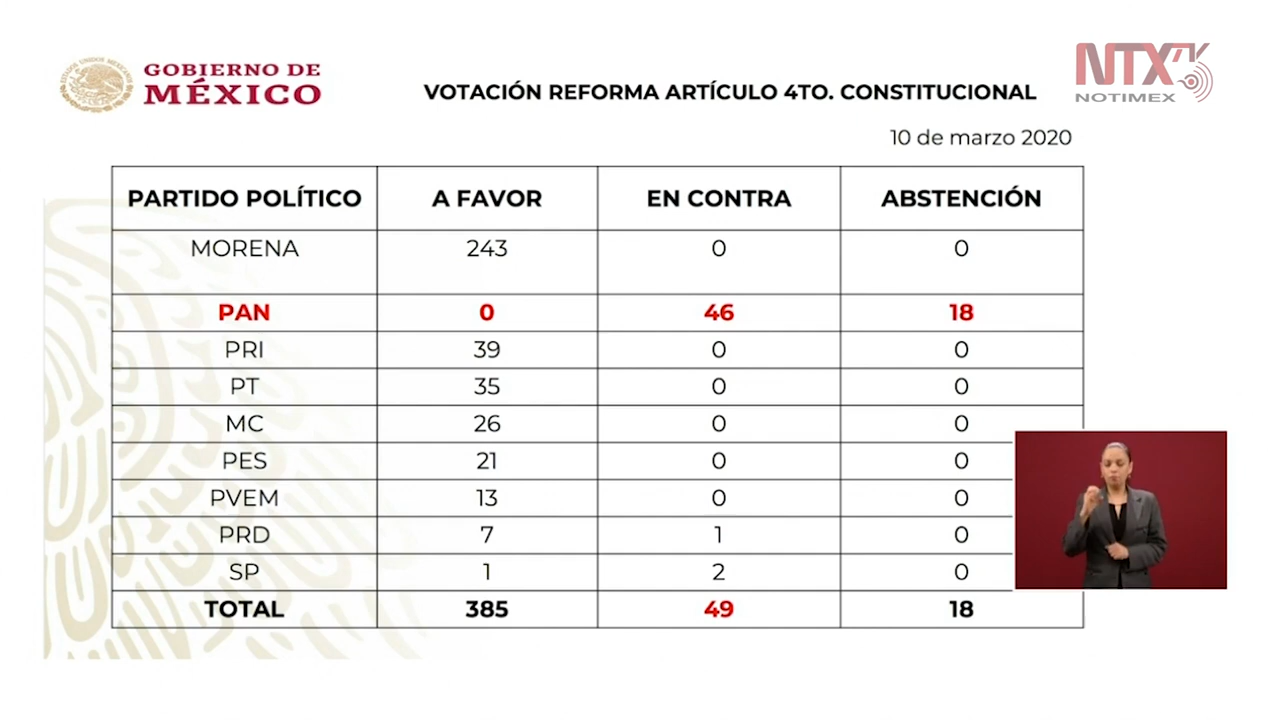 GOBIERNO DE
MÉXICO
VOTACIÓN REFORMA ARTÍCULO 4TO. CONSTITUCIONAL
NTX
NOTIMEX
10 de marzo 2020
PARTIDO POLÍTICO A FAVOR EN CONTRA ABSTENCIÓN
MORENA 243 0 0
PAN 0 46 18
PRI 39 0 0
PT 35 0 0
MC 26 0 0
PES 21 0 0
PVEM 13 0 0
PRD 7 1 0
SP 1 2 0
TOTAL 385 49 18